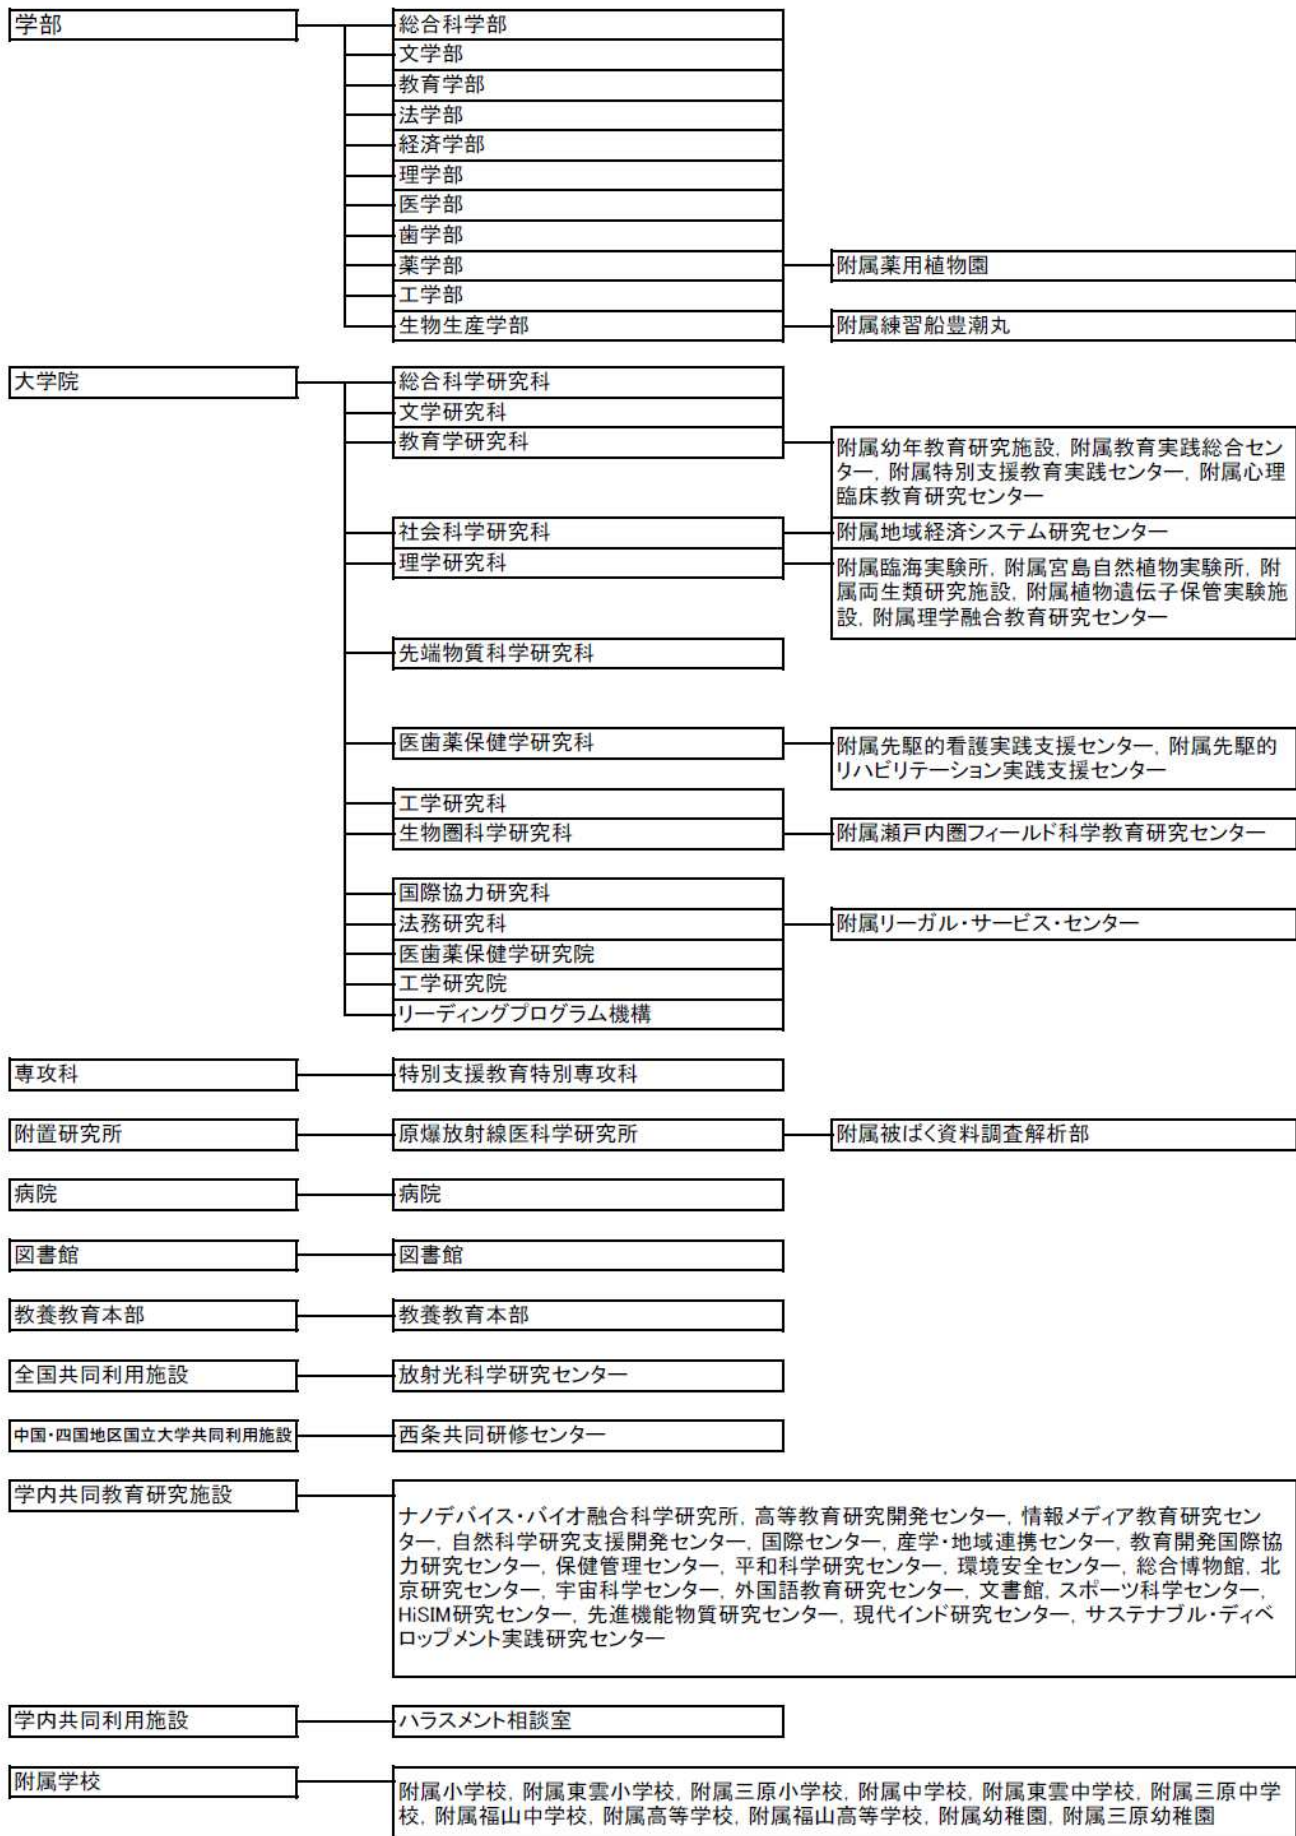 学部
総合科学部
文学部
教育学部
法学部
経済学部
理学部
医学部
歯学部
薬学部
附属薬用植物園
工学部
生物生産学部
附属練習船豊潮丸
大学院
総合科学研究科
文学研究科
教育学研究科
附属幼年教育研究施設, 附属教育実践総合セン
ター, 附属特別支援教育実践センター, 附属心理
臨床教育研究センター
社会科学研究科
附属地域経済システム研究センター
理学研究科
附属臨海実験所, 附属宮島自然植物実験所, 附
属両生類研究施設, 附属植物遺伝子保管実験施
設, 附属理学融合教育研究センター
先端物質科学研究科
医歯薬保健学研究科
附属先駆的看護実践支援センター, 附属先駆的
リハビリテーション実践支援センター
工学研究科
生物圏科学研究科
附属瀬戸内圏フィールド科学教育研究センター
国際協力研究科
法務研究科
附属リーガル・サービス・センター
医歯薬保健学研究院
工学研究院
リーディングプログラム機構
専攻科
特別支援教育特別専攻科
附置研究所
原爆放射線医科学研究所
附属被ばく資料調査解析部
病院
病院
図書館
図書館
教養教育本部
教養教育本部
全国共同利用施設
放射光科学研究センター
中国・四国地区国立大学共同利用施設
西条共同研修センター
学内共同教育研究施設
ナノデバイス・バイオ融合科学研究所, 高等教育研究開発センター, 情報メディア教育研究セン
ター, 自然科学研究支援開発センター, 国際センター, 産学・地域連携センター, 教育開発国際協
力研究センター, 保健管理センター, 平和科学研究センター, 環境安全センター, 総合博物館, 北
京研究センター, 宇宙科学センター, 外国語教育研究センター, 文書館, スポーツ科学センター,
HiSIM研究センター, 先進機能物質研究センター, 現代インド研究センター, サステナブル・ディベ
ロップメント実践研究センター
学内共同利用施設
ハラスメント相談室
附属学校
附属小学校, 附属東雲小学校, 附属三原小学校, 附属中学校, 附属東雲中学校, 附属三原中学
校, 附属福山中学校, 附属高等学校, 附属福山高等学校, 附属幼稚園, 附属三原幼稚園